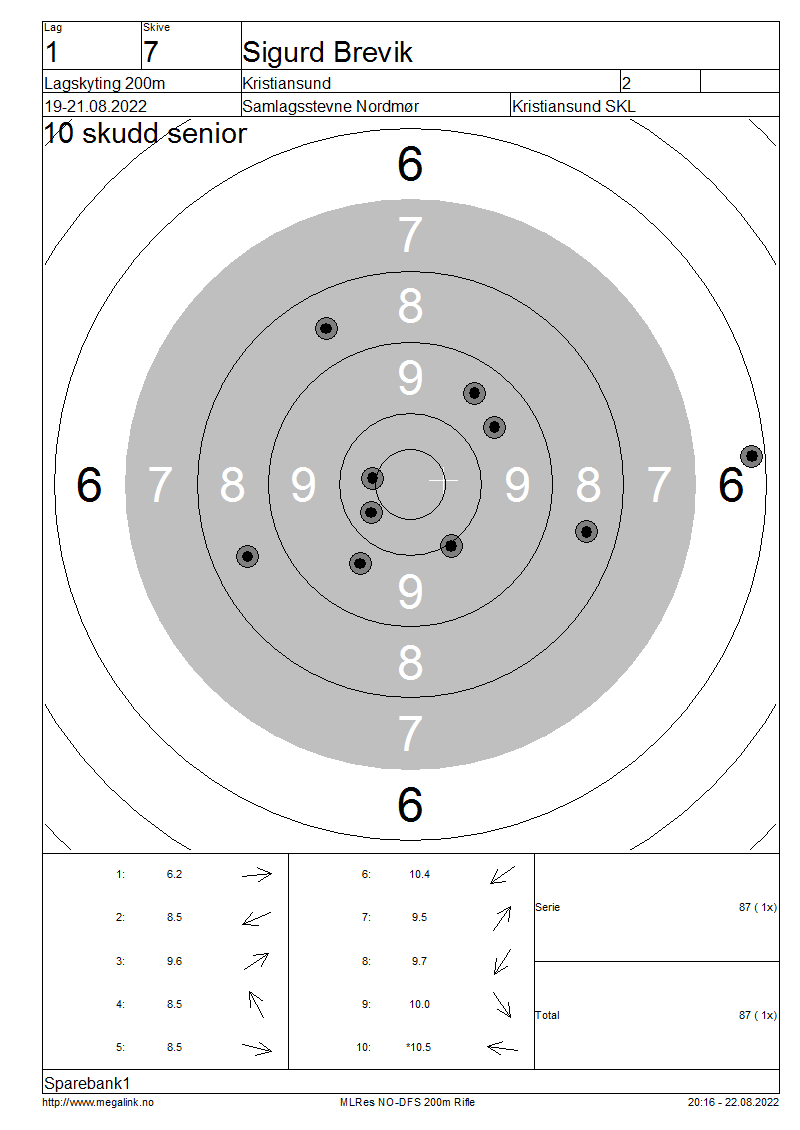 Lag Skive
1 7 Sigurd Brevik
Lagskyting 200m Kristiansund 2
19-21.08.2022 Samlagsstevne Nordmør Kristiansund SKL
10 skudd senior
6
7
8
9
6 7 8 9 9 8 7 6
9
8
7
6
1: 6.2 6: 10.4
Serie 87 ( 1x)
2: 8.5 7: 9.5
3: 9.6 8: 9.7
4: 8.5 9: 10.0
Total 87 ( 1x)
5: 8.5 10: *10.5
Sparebank1
http://www.megalink.no MLRes NO-DFS 200m Rifle 20:16 - 22.08.2022